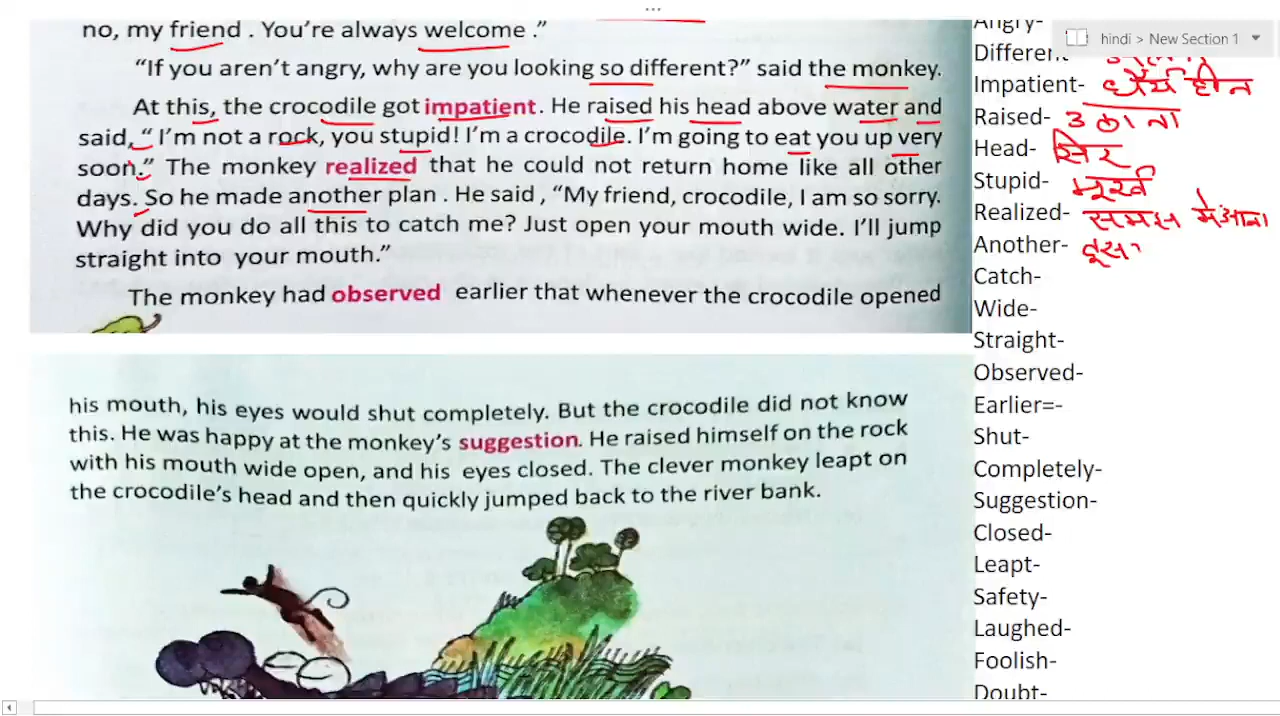 no, my friend . You're always welcome ."
"If you aren't angry, why are you looking so different?" said the monkey.
At this, the crocodile got impatient. He raised his head above water and
said, " I'm not a rock, you stupid! I'm a crocodile. I'm going to eat you up very
soon." The monkey realized that he could not return home like all other
days. So he made another plan . He said , "My friend, crocodile, I am so sorry.
Why did you do all this to catch me? Just open your mouth wide. I'll jump
straight into your mouth."
The monkey had observed earlier that whenever the crocodile opened
his mouth, his eyes would shut completely. But the crocodile did not know
this. He was happy at the monkey's suggestion. He raised himself on the rock
with his mouth wide open, and his eyes closed. The clever monkey leapt on
the crocodile's head and then quickly jumped back to the river bank.
hindi > New Section 1
Angry-
Different
Impatient- धैर्य हीन
Raised- उठाना
Head- सिर
Stupid- मूर्ख
Realized- समझ में आना
Another- दूस
Catch-
Wide-
Straight-
Observed-
Earlier=-
Shut-
Completely-
Suggestion-
Closed-
Leapt-
Safety-
Laughed-
Foolish-
Doubt-